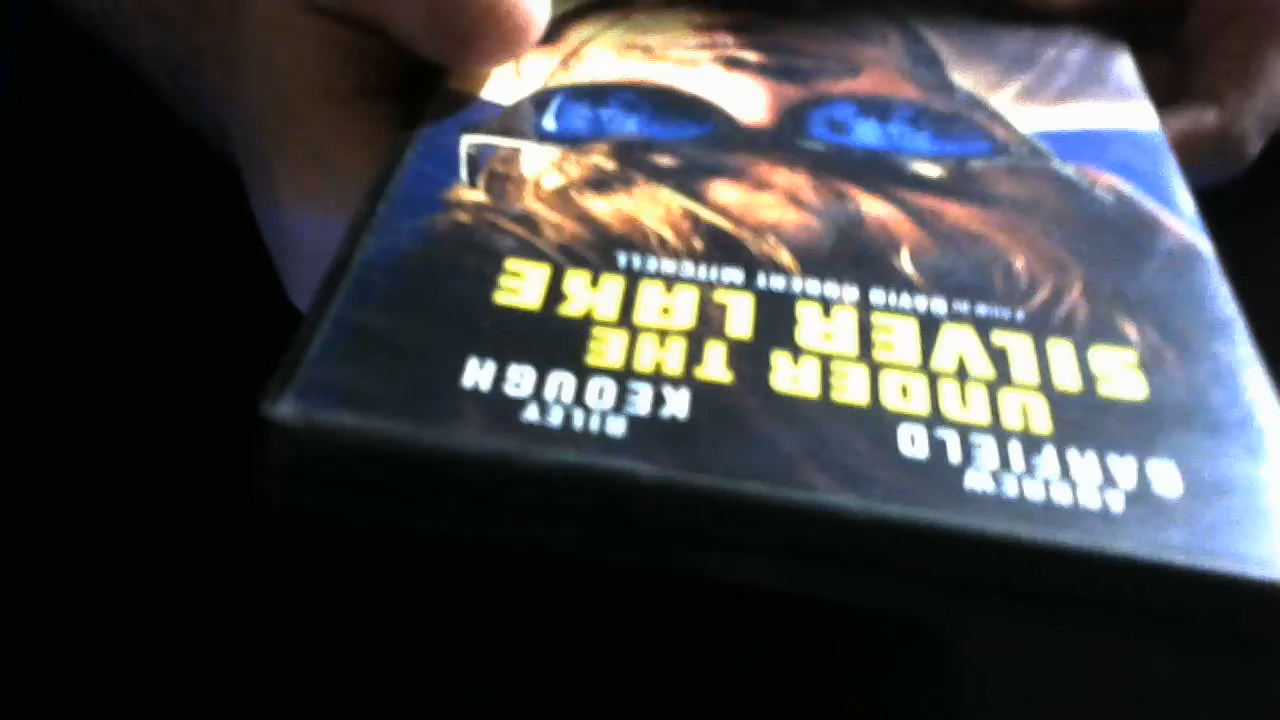 ANDREW GARFIELD
RILEY KEOUGH
UNDER THE
SILVER LAKE
A FILM BY DAVID ROBERT MITCHELL